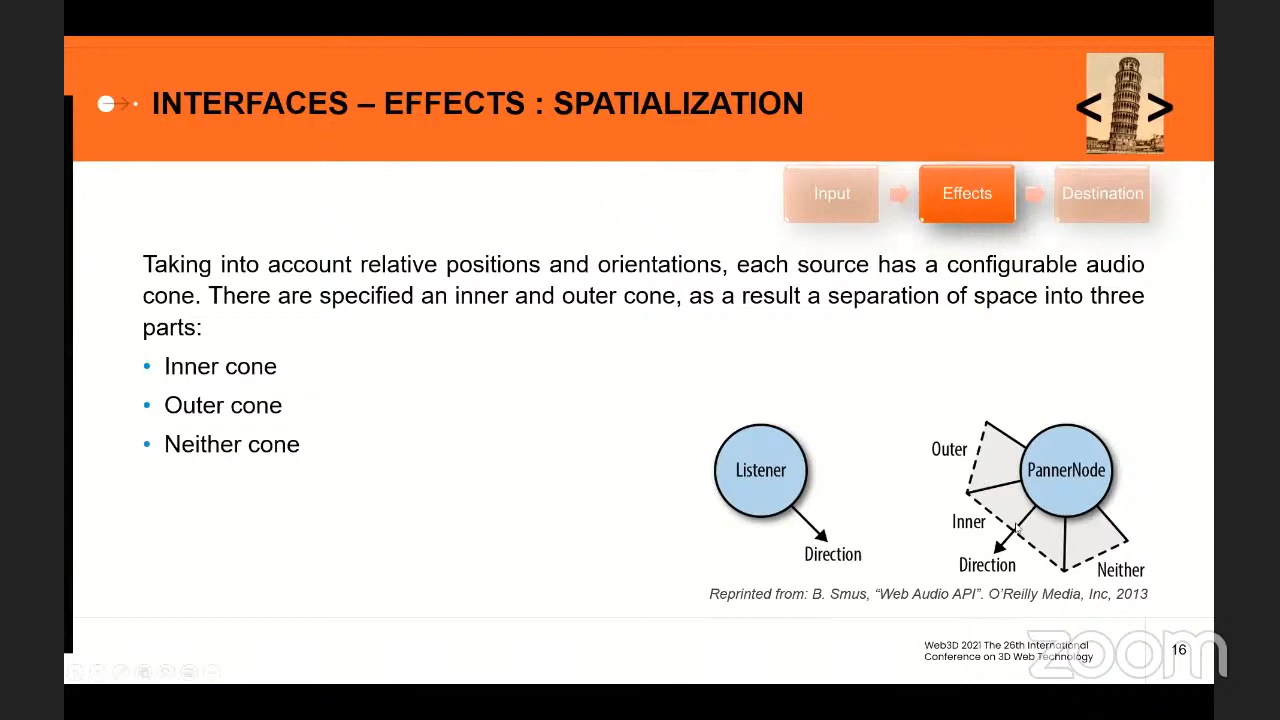 INTERFACES – EFFECTS : SPATIALIZATION
< >
Input
Effects
Destination
Taking into account relative positions and orientations, each source has a configurable audio
cone. There are specified an inner and outer cone, as a result a separation of space into three
parts:
• Inner cone
• Outer cone
• Neither cone
Listener
Direction
Outer
PannerNode
Inner
Direction
Neither
Reprinted from: B. Smus, “Web Audio API”. O’Reilly Media, Inc, 2013
Web3D 2021 The 26th International
Conference on 3D Web Technology
16
zoom